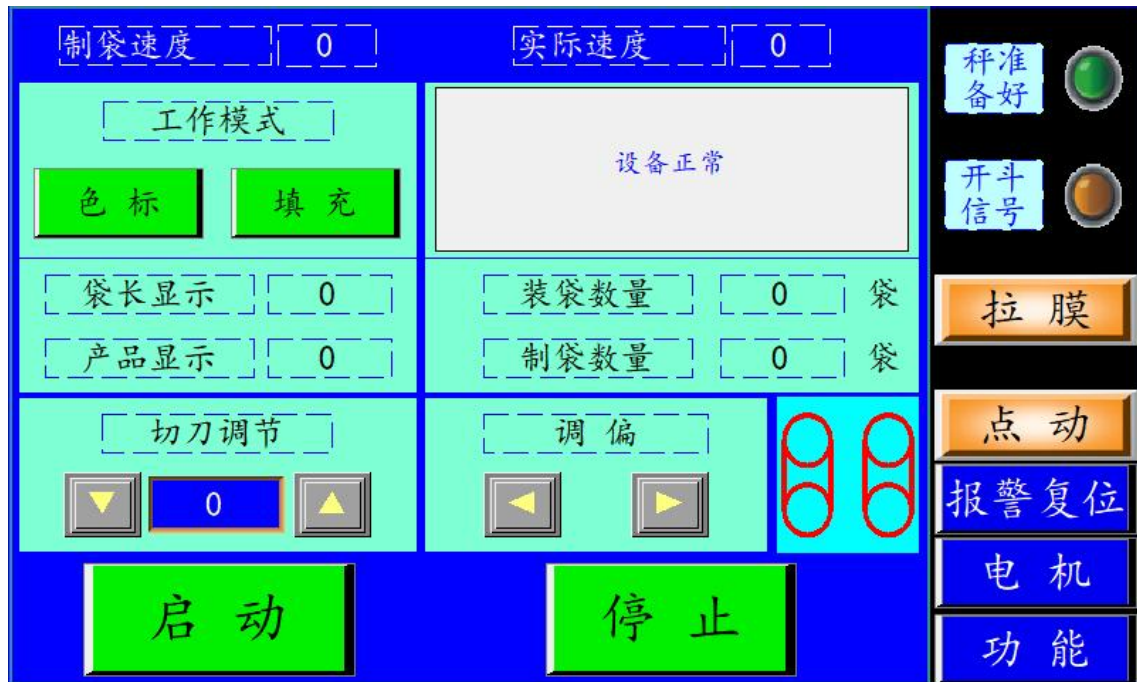 制袋速度 0 实际速度 0
秤准
备好
工作模式
设备正常
色标 填充
开斗
信号
袋长显示 0 装袋数量 0 袋
拉膜
产品显示 0 制袋数量 0 袋
切刀调节 调偏
点动
0
报警复位
电机
启动 停止
功能